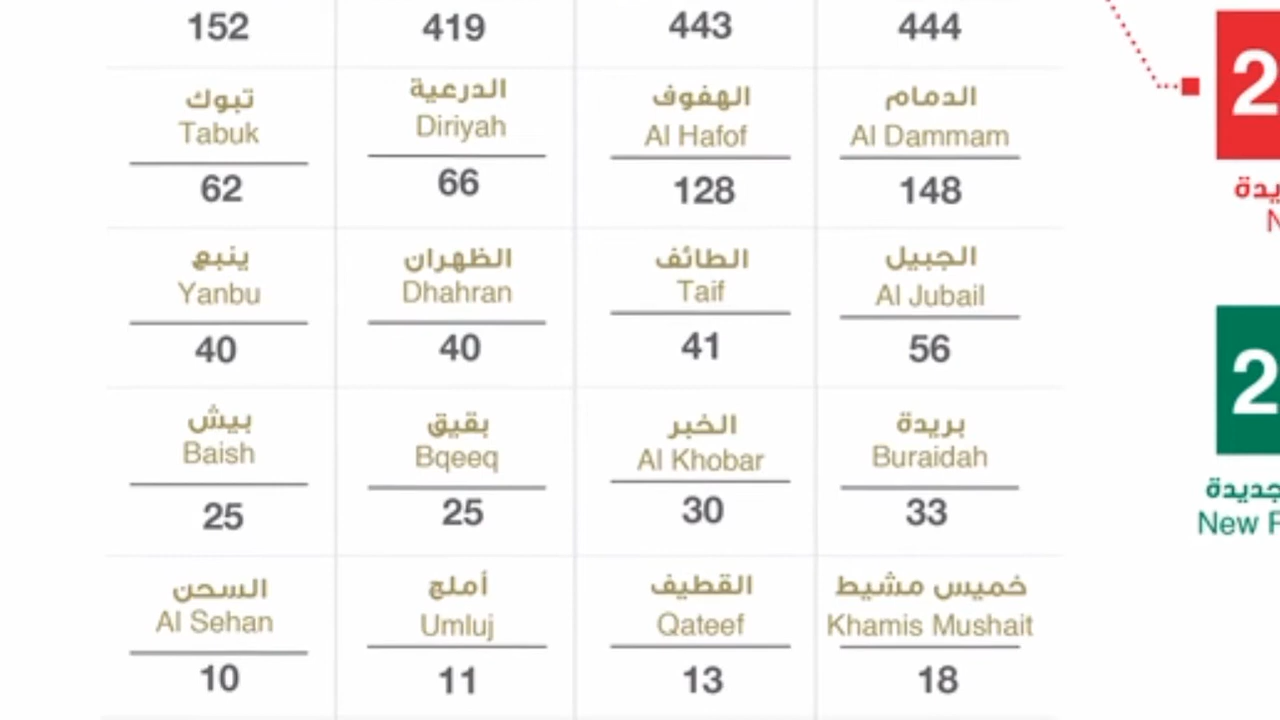 152
419
443
444
تبوك
Tabuk
62
الدرعية
Diriyah
66
الهفوف
Al Hafof
128
الدمام
Al Dammam
148
ينبع
Yanbu
40
الظهران
Dhahran
40
الطائف
Taif
41
الجبيل
Al Jubail
56
بيش
Baish
25
بقيق
Bqeeq
25
الخبر
Al Khobar
30
بريدة
Buraidah
33
السحن
Al Sehan
10
أملج
Umluj
11
القطيف
Qateef
13
خميس مشيط
Khamis Mushait
18
2
2
New